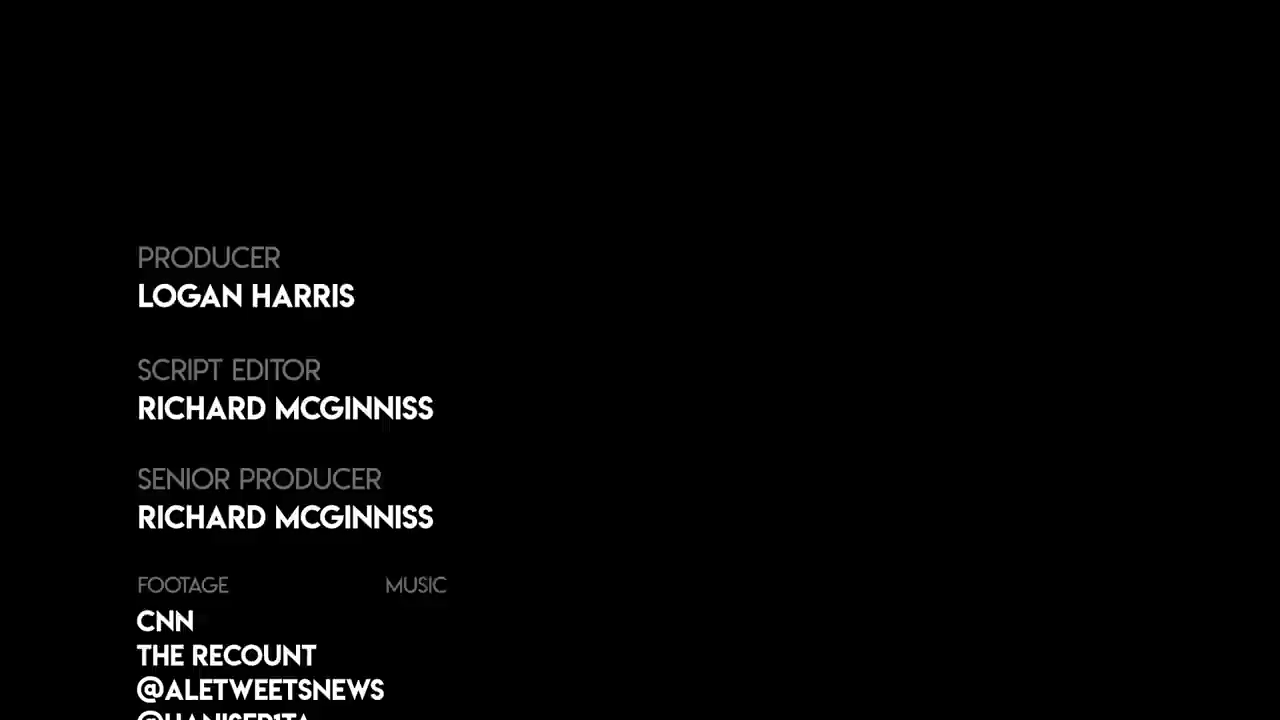 PRODUCER
LOGAN HARRIS
SCRIPT EDITOR
RICHARD MCGINNISS
SENIOR PRODUCER
RICHARD MCGINNISS
FOOTAGE MUSIC
CNN
THE RECOUNT
@ALETWEETSNEWS